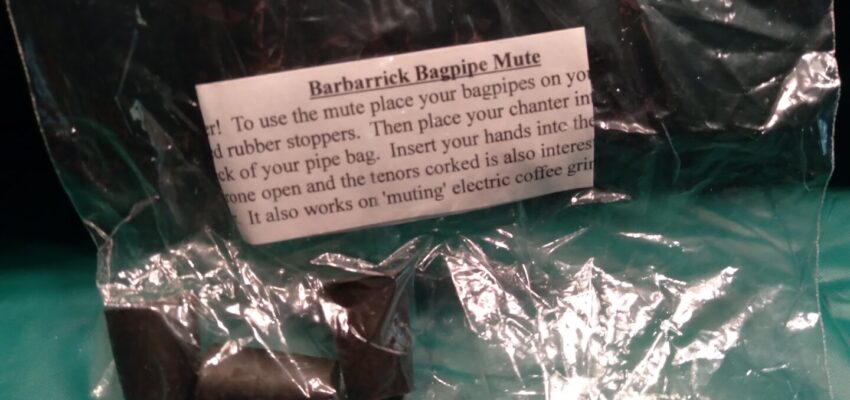 Barbarrick Bagpipe Mute
r! To use the mute place your bagpipes on you
d rubber stoppers. Then place your chanter in
ck of your pipe bag. Insert your hands into the
rone open and the tenors corked is also interes
. It also works on 'muting' electric coffee grin